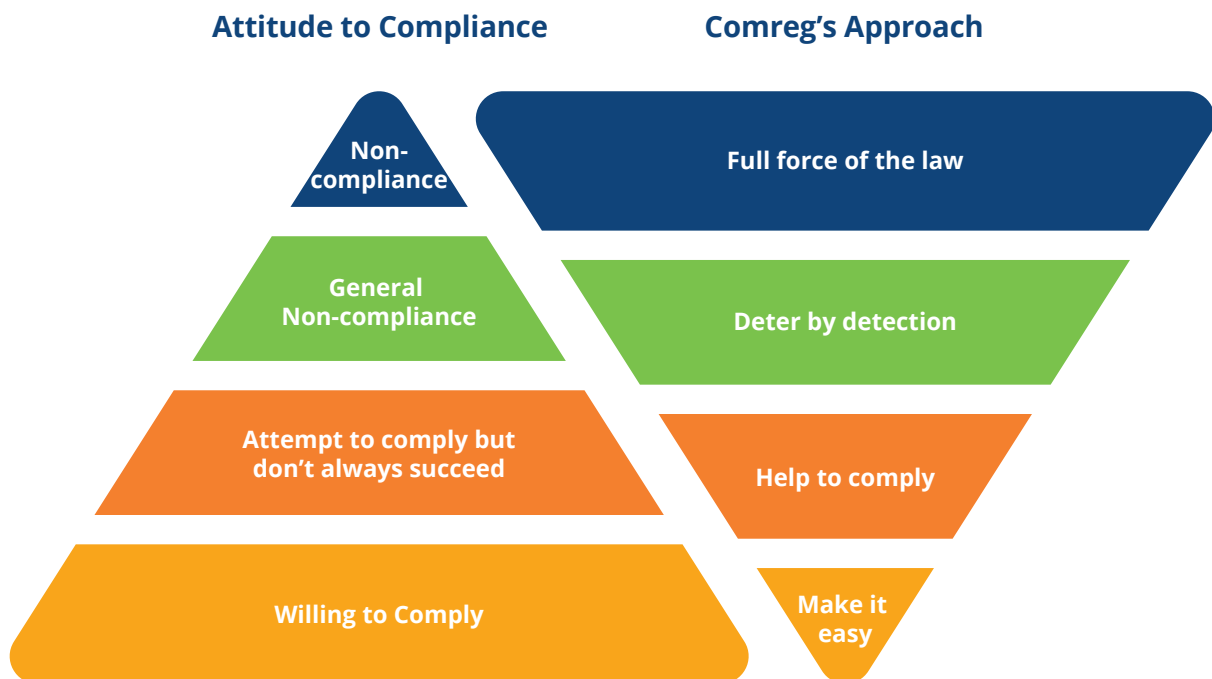 Attitude to Compliance
Comreg's Approach
Non-
compliance
Full force of the law
General
Non-compliance
Deter by detection
Attempt to comply but
don't always succeed
Help to comply
Willing to Comply
Make it
easy